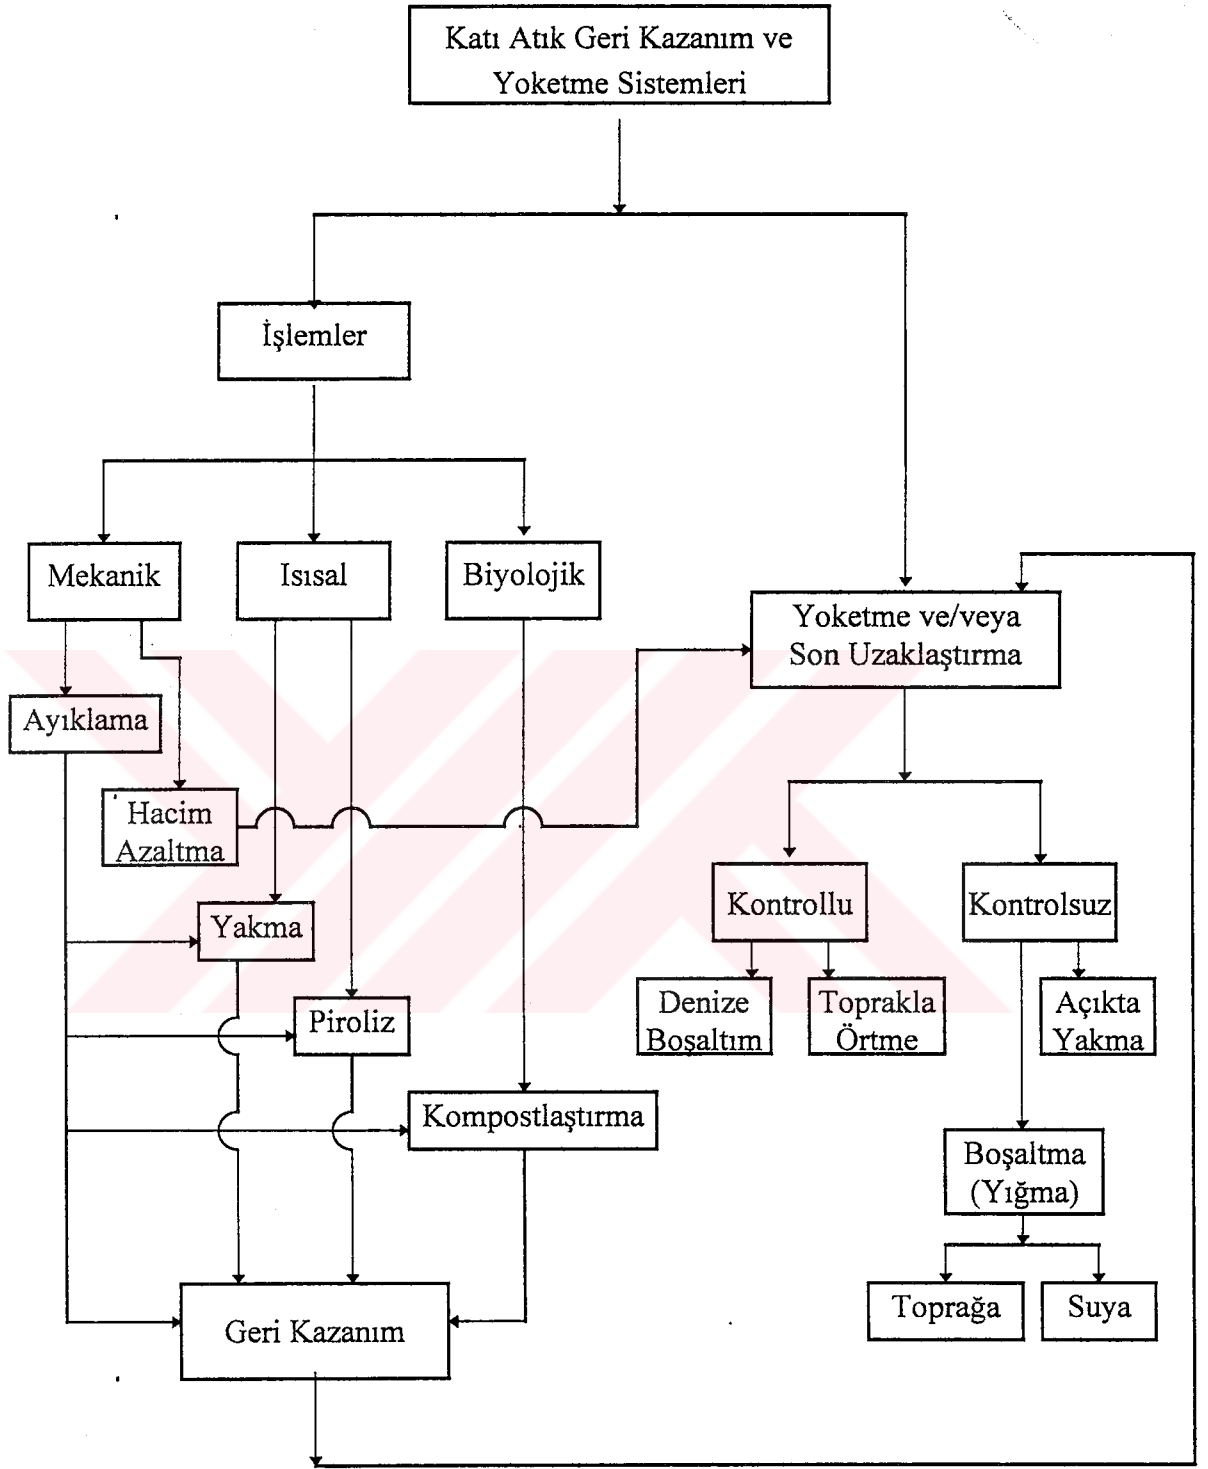 Katı Atık Geri Kazanım ve
Yoketme Sistemleri
İşlemler
Mekanik
Isısal
Biyolojik
Yoketme ve/veya
Son Uzaklaştırma
Ayıklama
Hacim
Azaltma
Kontrollu
Kontrolsuz
Yakma
Denize
Boşaltım
Toprakla
Örtme
Açıkta
Yakma
Piroliz
Kompostlaştırma
Boşaltma
(Yığma)
Toprağa
Suya
Geri Kazanım